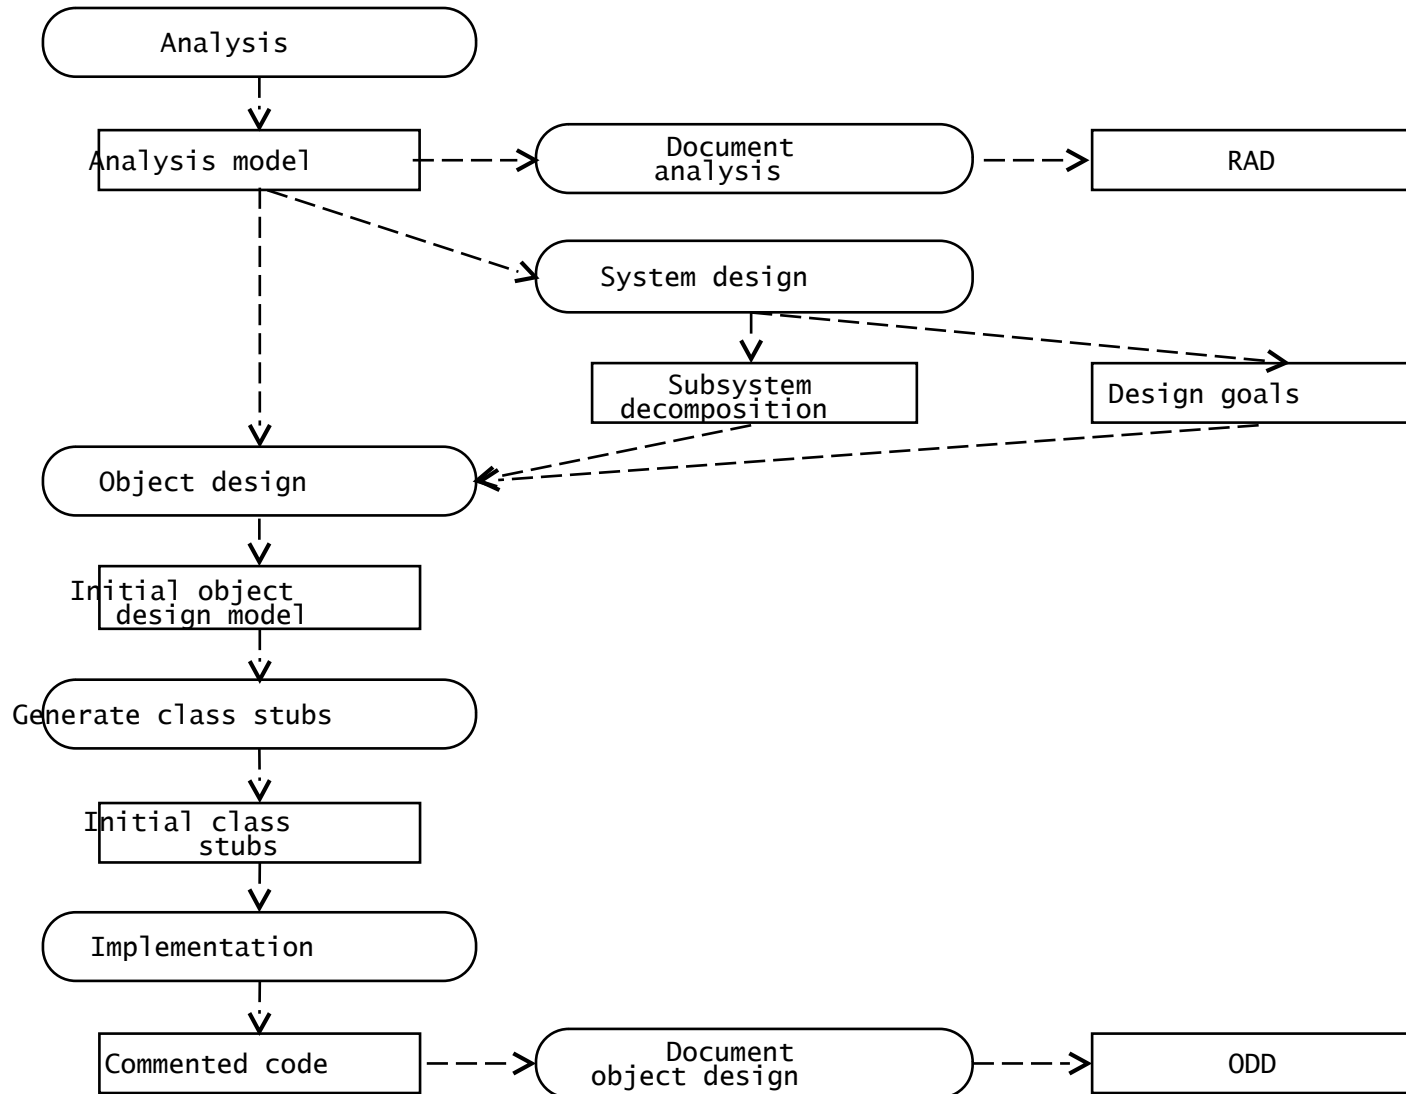 Analysis
Analysis model
Document
analysis
RAD
System design
Subsystem
decomposition
Design goals
Object design
Initial object
design model
Generate class stubs
Initial class
stubs
Implementation
Commented code
Document
object design
ODD